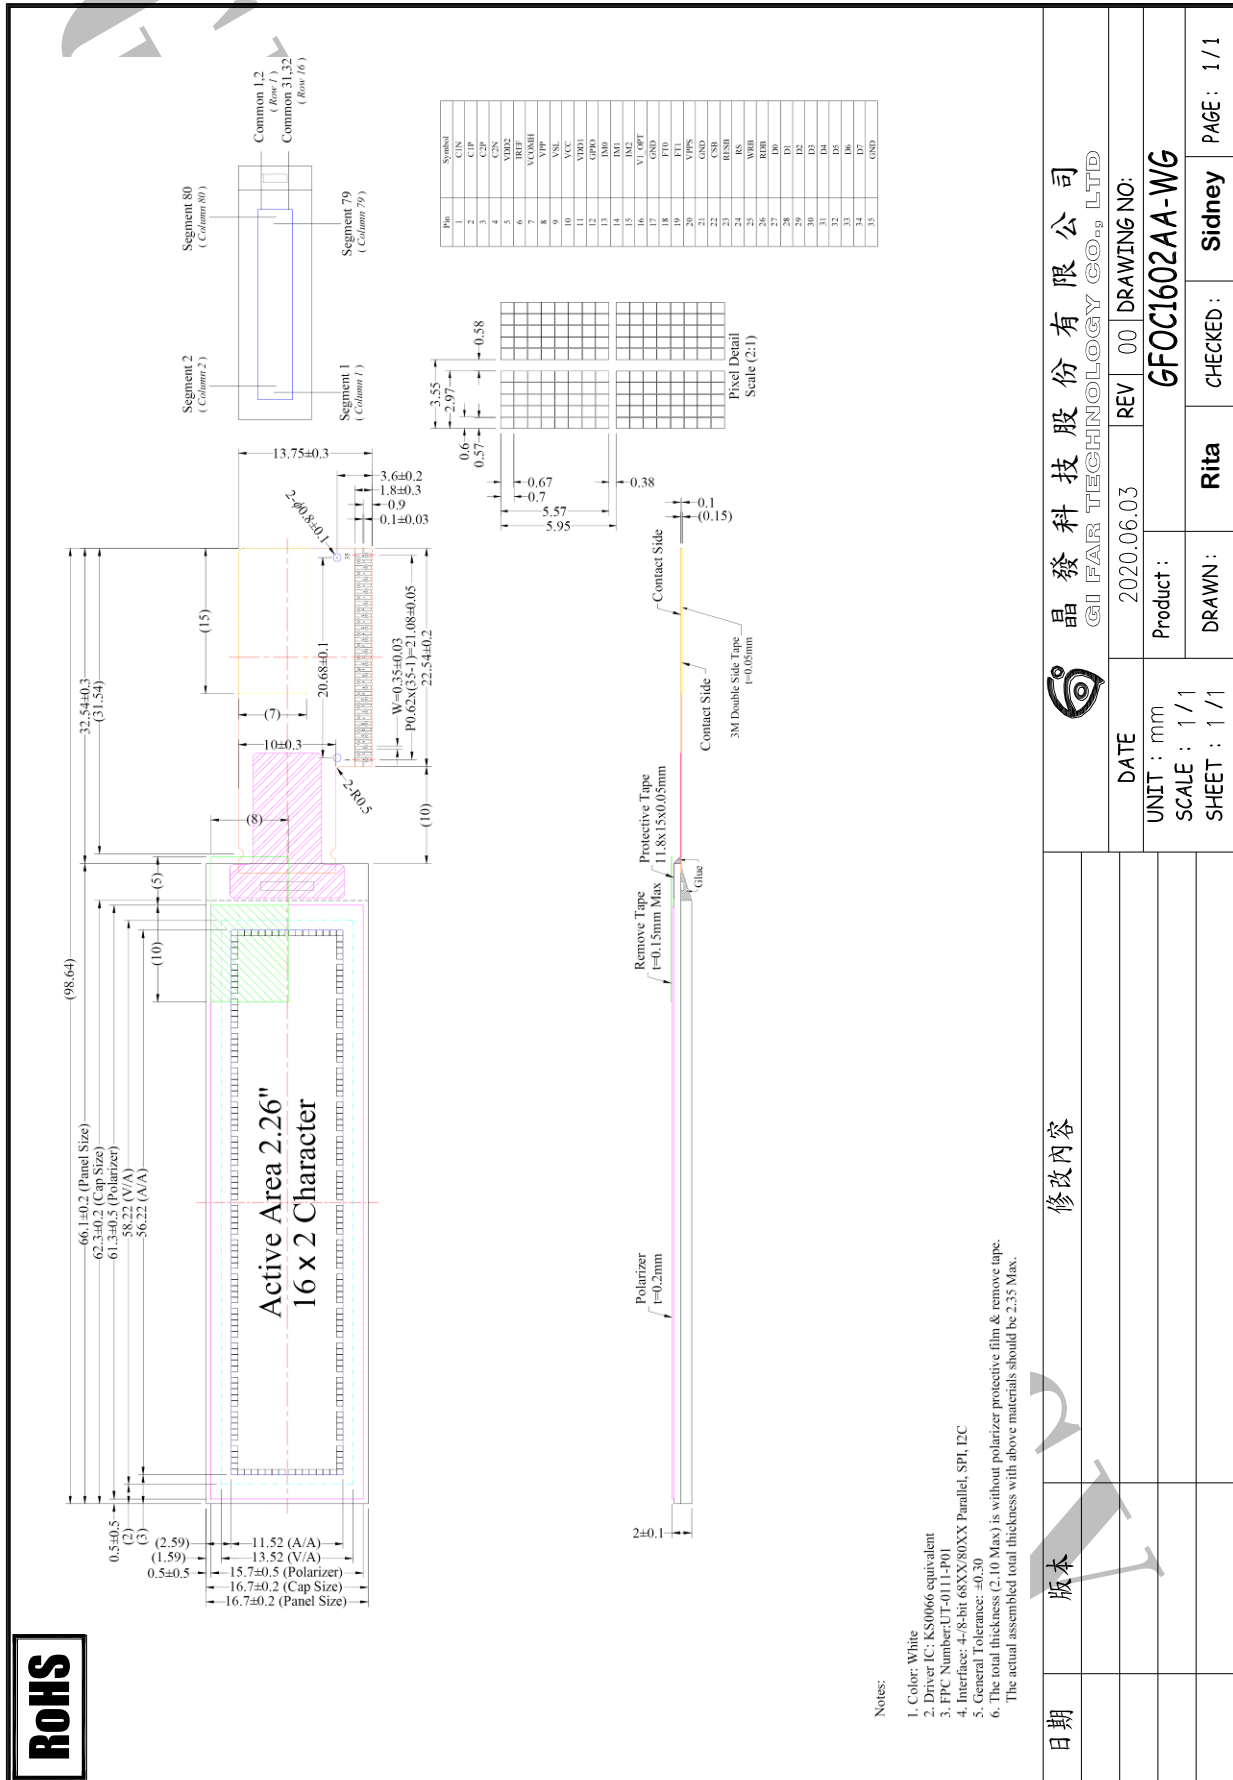 RoHS
Common 1,2
( Row 1 )
Common 31,32
( Row 16 )
Segment 80
( Column 80 )
Segment 79
( Column 79 )
Segment 2
( Column 2 )
Segment 1
( Column 1 )
(98.64)
66.1±0.2 (Panel Size)
62.3±0.2 (Cap Size)
61.3±0.5 (Polarizer)
58.22 (V/A)
56.22 (A/A)
0.5±0.5
(2)
(3)
32.54±0.3
(31.54)
(15)
(5)
(10)
(7)
10±0.3
(8)
(10)
13.75±0.3
3.6±0.2
1.8±0.3
0.9
0.1±0.03
2-ϕ0.8±0.1
20.68±0.1
W=0.35±0.03
P0.62x(35-1)=21.08±0.05
22.54±0.2
2-R0.5
1
35
Active Area 2.26"
16 x 2 Character
(2.59)
(1.59)
0.5±0.5
11.52 (A/A)
13.52 (V/A)
15.7±0.5 (Polarizer)
16.7±0.2 (Cap Size)
16.7±0.2 (Panel Size)
Pin Symbol
1 C1N
2 C1P
3 C2P
4 C2N
5 VDD2
6 IREF
7 VCOMH
8 VPP
9 VSL
10 VCC
11 VDD1
12 GPIO
13 IM0
14 IM1
15 IM2
16 V1_OPT
17 GND
18 FT0
19 FT1
20 VPPS
21 GND
22 CSB
23 RESB
24 RS
25 WRB
26 RDB
27 D0
28 D1
29 D2
30 D3
31 D4
32 D5
33 D6
34 D7
35 GND
3.55
2.97
0.58
0.6
0.57
0.67
0.7
5.57
5.95
0.38
Pixel Detail
Scale (2:1)
Polarizer
t=0.2mm
Remove Tape
t=0.15mm Max
Protective Tape
11.8x15x0.05mm
Glue
Contact Side
Contact Side
3M Double Side Tape
t=0.05mm
0.1
(0.15)
2±0.1
Notes:
1. Color: White
2. Driver IC: KS0066 equivalent
3. FPC Number:UT-0111-P01
4. Interface: 4-/8-bit 68XX/80XX Parallel, SPI, I2C
5. General Tolerance: ±0.30
6. The total thickness (2.10 Max) is without polarizer protective film & remove tape.
The actual assembled total thickness with above materials should be 2.35 Max.
日期 版本 修改內容
晶發科技股份有限公司
GI FAR TECHNOLOGY CO., LTD
DATE 2020.06.03 REV 00 DRAWING NO:
UNIT : mm
SCALE : 1/1
SHEET : 1/1
Product :
GFOC1602AA-WG
DRAWN : Rita CHECKED : Sidney PAGE : 1/1